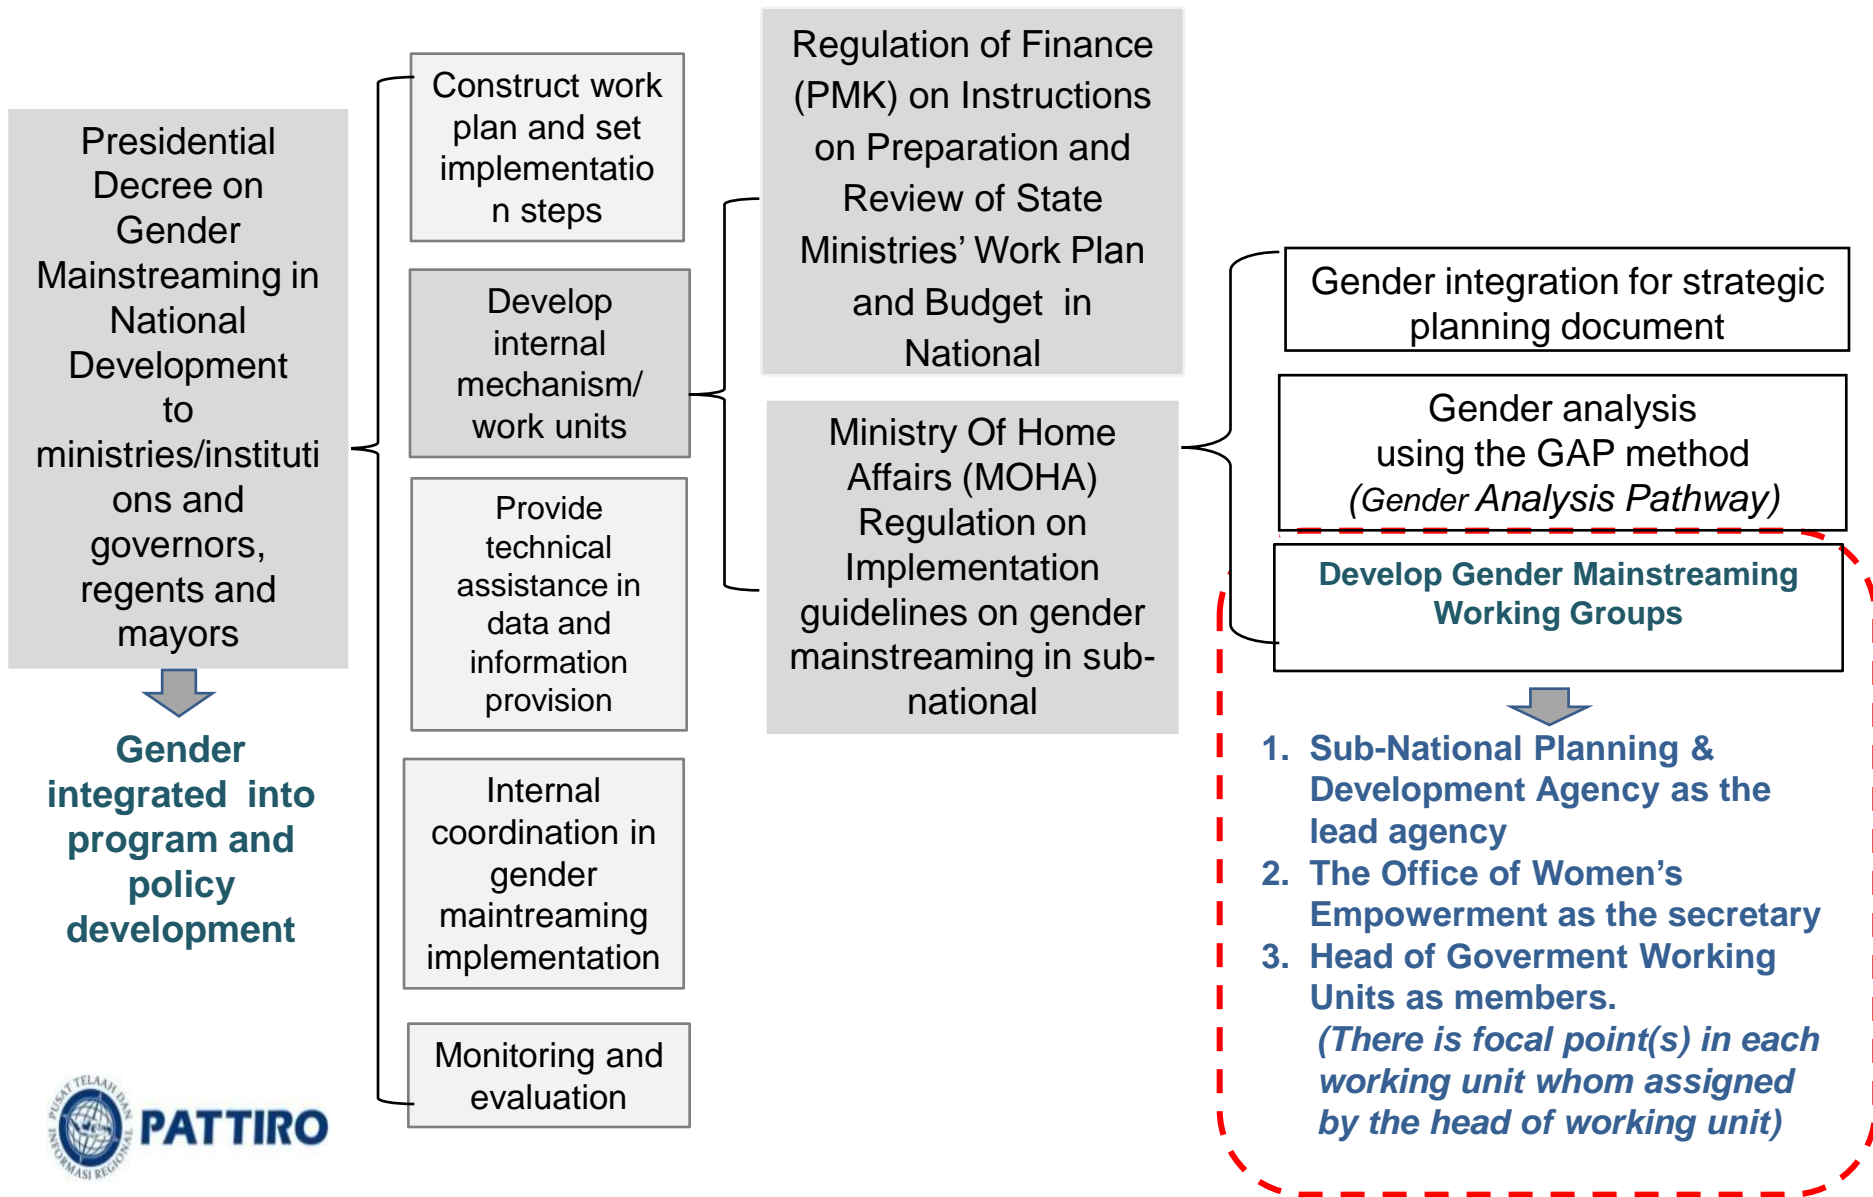 Presidential
Decree on
Gender
Mainstreaming in
National
Development
to
ministries/instituti
ons and
governors,
regents and
mayors
Gender
integrated into
program and
policy
development
Construct work
plan and set
implementatio
n steps
Develop
internal
mechanism/
work units
Provide
technical
assistance in
data and
information
provision
Internal
coordination in
gender
maintreaming
implementation
Monitoring and
evaluation
Regulation of Finance
(PMK) on Instructions
on Preparation and
Review of State
Ministries’ Work Plan
and Budget in
National
Ministry Of Home
Affairs (MOHA)
Regulation on
Implementation
guidelines on gender
mainstreaming in sub-
national
Gender integration for strategic
planning document
Gender analysis
using the GAP method
(Gender Analysis Pathway)
Develop Gender Mainstreaming
Working Groups
1. Sub-National Planning &
Development Agency as the
lead agency
2. The Office of Women’s
Empowerment as the secretary
3. Head of Goverment Working
Units as members.
(There is focal point(s) in each
working unit whom assigned
by the head of working unit)
PUSAT TELAAH DAN
INFORMASI REGIONAL
PATTIRO